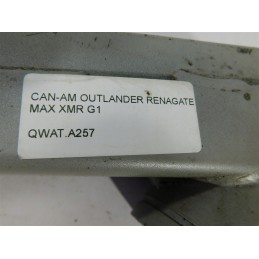 CAN-AM OUTLANDER RENAGATE
MAX XMR G1
QWAT.A257